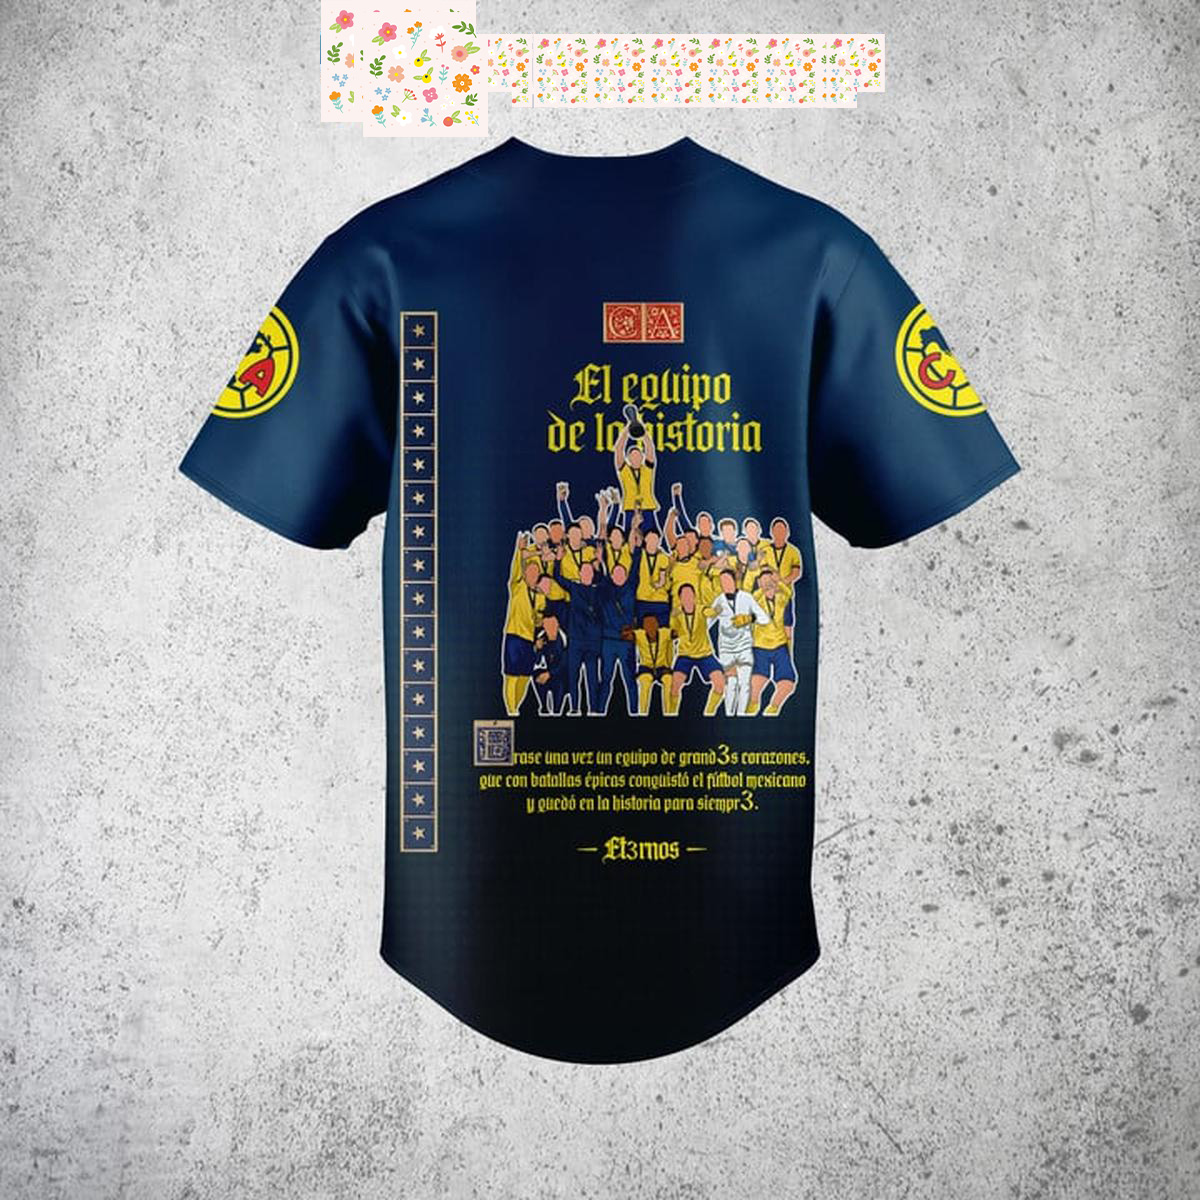 CA
El equipo
de la historia
Erase una vez un equipo de grand3s corazones,
que con batallas épicas conquistó el fútbol mexicano
y quedó en la historia para siempr3.
— Et3rnos —
A
C